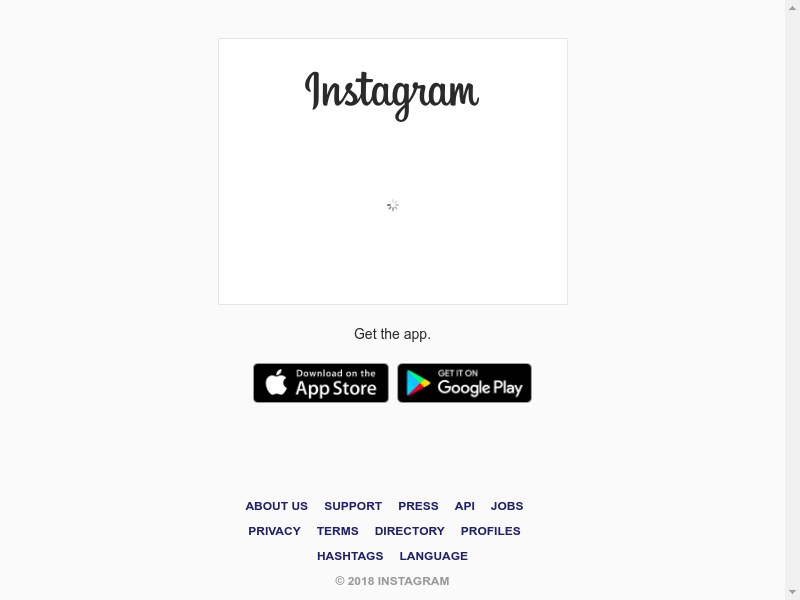 Instagram
Get the app.
Download on the
App Store
GET IT ON
Google Play
ABOUT US SUPPORT PRESS API JOBS
PRIVACY TERMS DIRECTORY PROFILES
HASHTAGS LANGUAGE
© 2018 INSTAGRAM